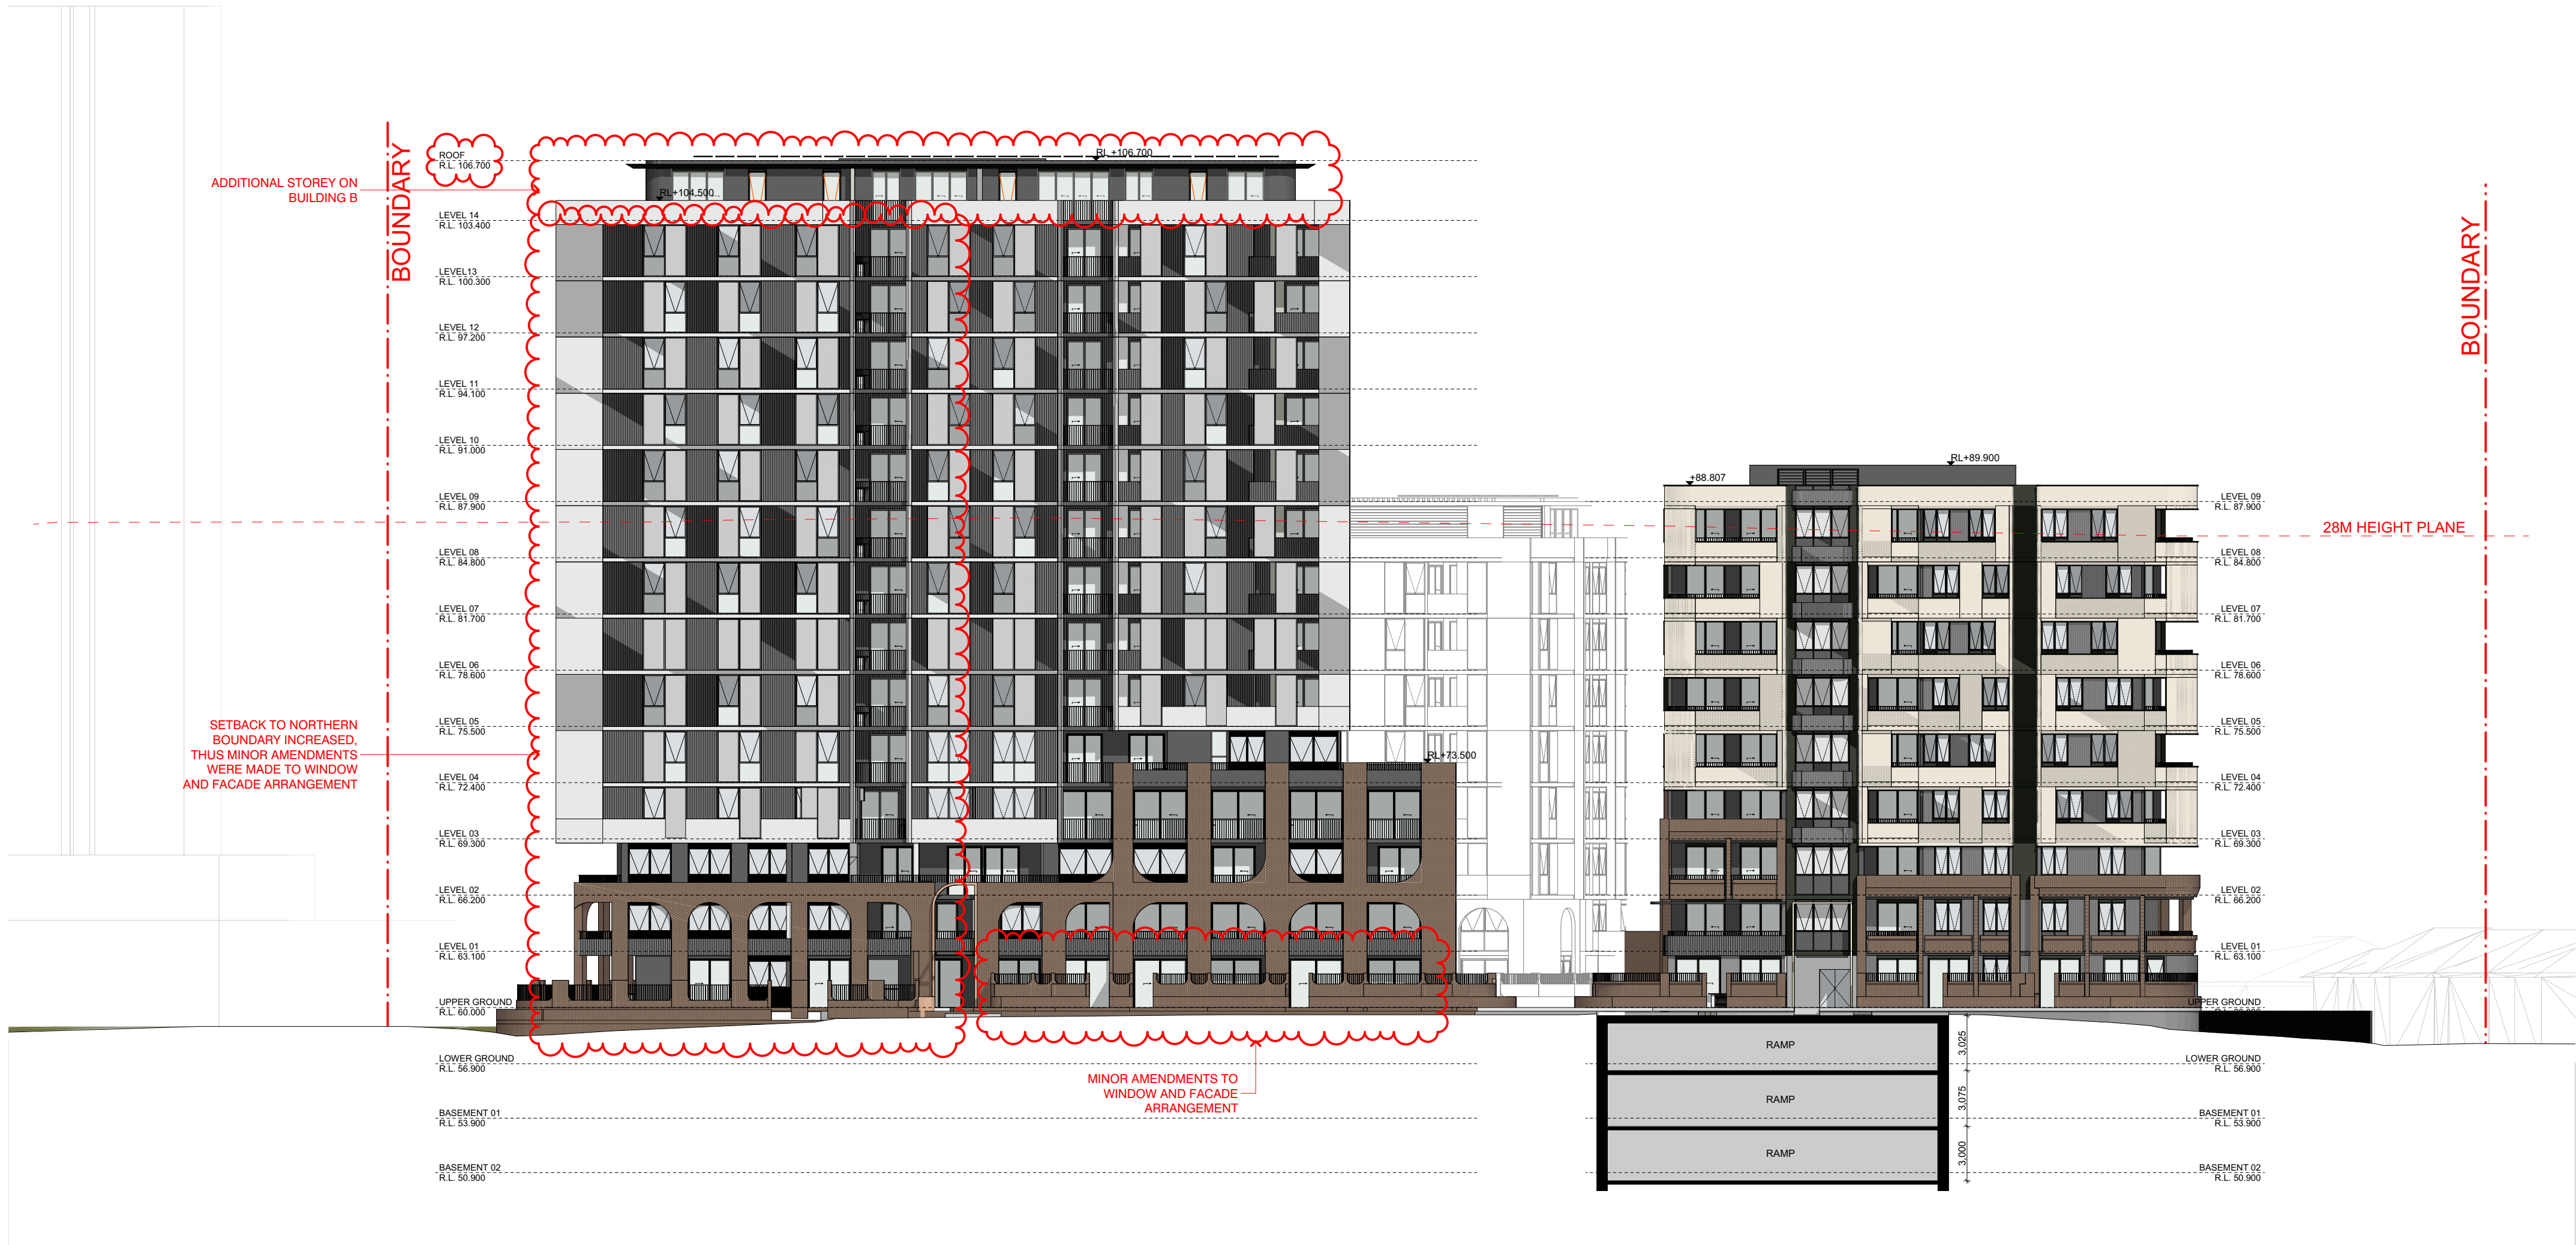 ADDITIONAL STOREY ON
BUILDING B
SETBACK TO NORTHERN
BOUNDARY INCREASED,
THUS MINOR AMENDMENTS
WERE MADE TO WINDOW
AND FACADE ARRANGEMENT
BOUNDARY
ROOF
R.L. 106.700
LEVEL 14
R.L. 103.400
LEVEL13
R.L. 100.300
LEVEL 12
R.L. 97.200
LEVEL 11
R.L. 94.100
LEVEL 10
R.L. 91.000
LEVEL 09
R.L. 87.900
LEVEL 08
R.L. 84.800
LEVEL 07
R.L. 81.700
LEVEL 06
R.L. 78.600
LEVEL 05
R.L. 75.500
LEVEL 04
R.L. 72.400
LEVEL 03
R.L. 69.300
LEVEL 02
R.L. 66.200
LEVEL 01
R.L. 63.100
UPPER GROUND
R.L. 60.000
LOWER GROUND
R.L. 56.900
BASEMENT 01
R.L. 53.900
BASEMENT 02
R.L. 50.900
RL +106.700
RL+104.500
RL+73.500
MINOR AMENDMENTS TO
WINDOW AND FACADE
ARRANGEMENT
+88.807
RL+89.900
RAMP
RAMP
RAMP
3,025
3,075
3,000
LEVEL 09
R.L. 87.900
28M HEIGHT PLANE
LEVEL 08
R.L. 84.800
LEVEL 07
R.L. 81.700
LEVEL 06
R.L. 78.600
LEVEL 05
R.L. 75.500
LEVEL 04
R.L. 72.400
LEVEL 03
R.L. 69.300
LEVEL 02
R.L. 66.200
LEVEL 01
R.L. 63.100
UPPER GROUND
LOWER GROUND
R.L. 56.900
BASEMENT 01
R.L. 53.900
BASEMENT 02
R.L. 50.900
BOUNDARY